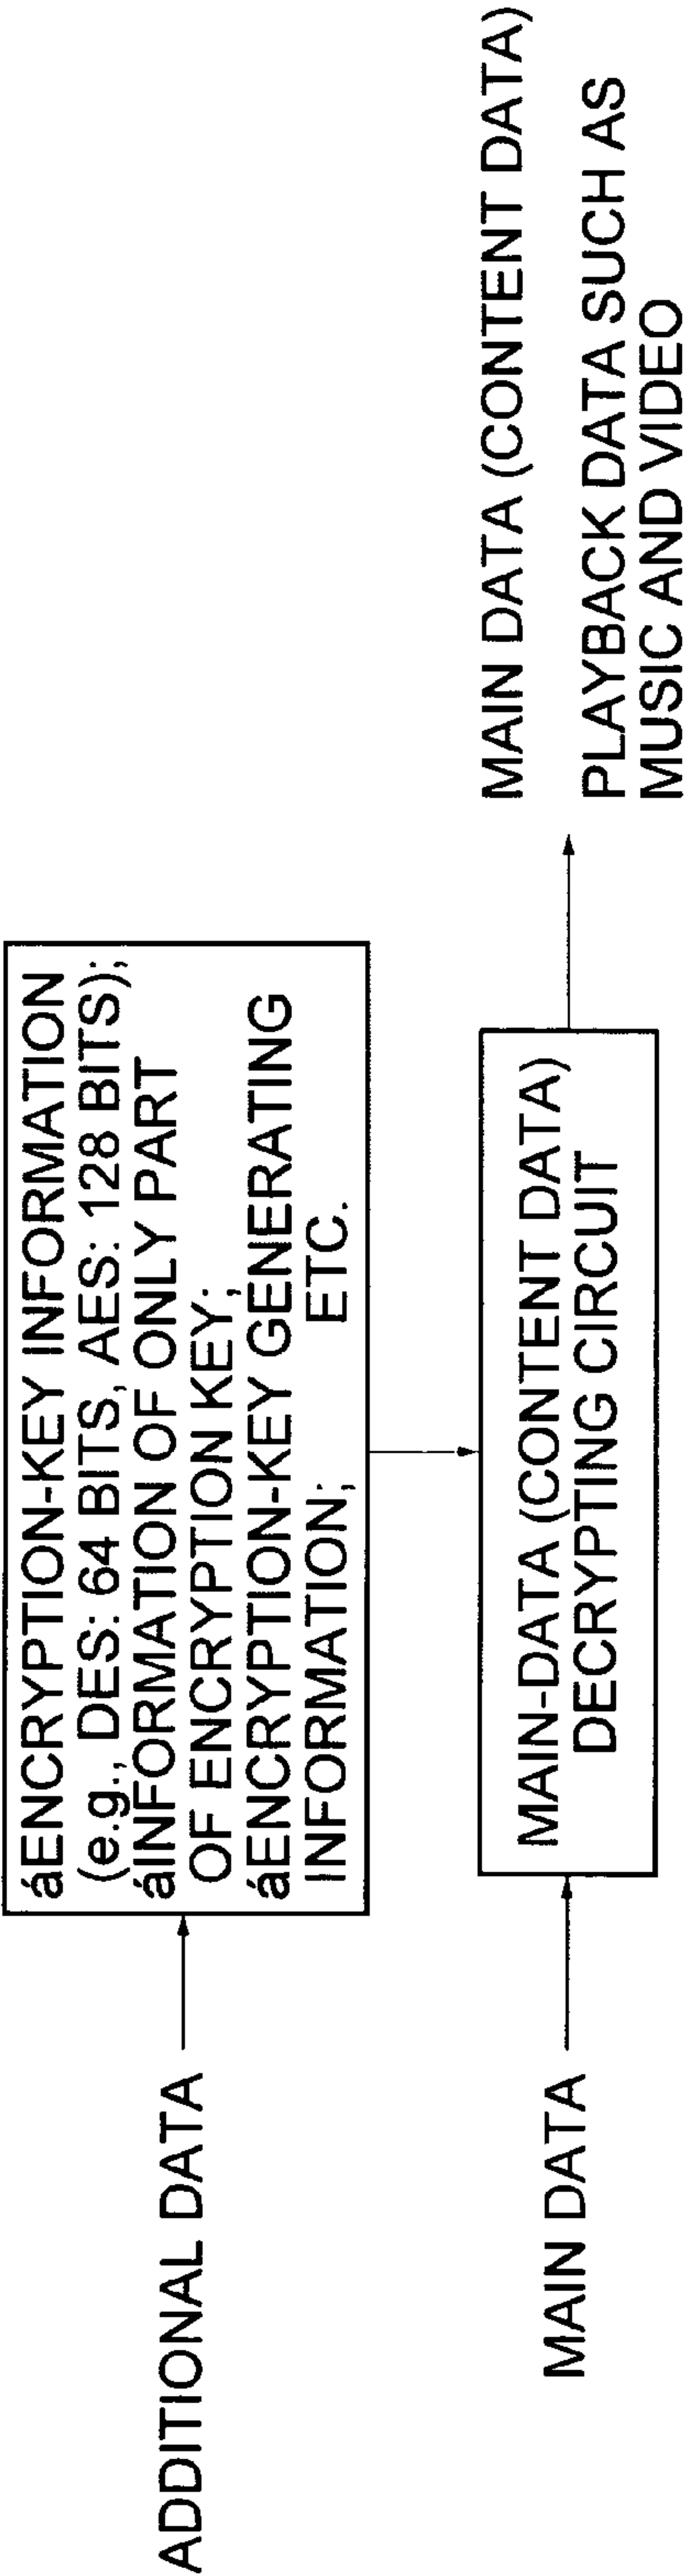 ADDITIONAL DATA
áENCRYPTION-KEY INFORMATION
(e.g., DES: 64 BITS, AES: 128 BITS);
áINFORMATION OF ONLY PART
OF ENCRYPTION KEY;
áENCRYPTION-KEY GENERATING
INFORMATION; ETC.
MAIN DATA
MAIN-DATA (CONTENT DATA)
DECRYPTING CIRCUIT
MAIN DATA (CONTENT DATA)
PLAYBACK DATA SUCH AS
MUSIC AND VIDEO